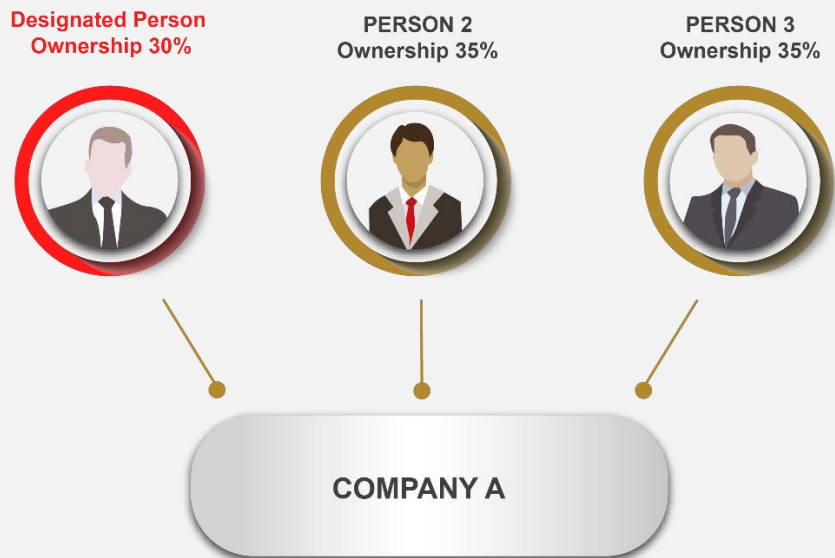 Designated Person
Ownership 30%
PERSON 2
Ownership 35%
PERSON 3
Ownership 35%
COMPANY A